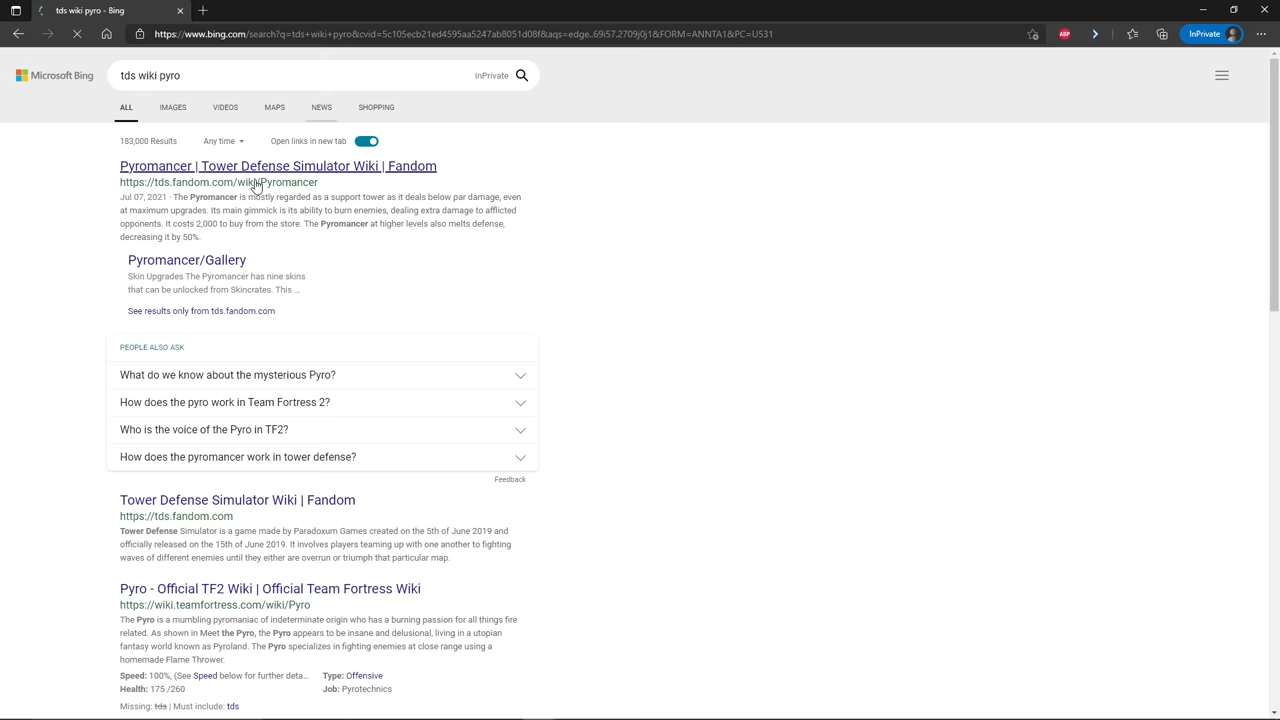 tds wiki pyro - Bing
https://www.bing.com/search?q=tds+wiki+pyro&cvid=5c105ecb21ed4595aa5247ab8051d08f&aqs=edge..69i57.2709j0j1&FORM=ANNTA1&PC=U531
ABP
InPrivate
Microsoft Bing
tds wiki pyro
InPrivate
ALL IMAGES VIDEOS MAPS NEWS SHOPPING
183,000 Results Any time Open links in new tab
Pyromancer | Tower Defense Simulator Wiki | Fandom
https://tds.fandom.com/wiki/Pyromancer
Jul 07, 2021 · The Pyromancer is mostly regarded as a support tower as it deals below par damage, even
at maximum upgrades. Its main gimmick is its ability to burn enemies, dealing extra damage to afflicted
opponents. It costs 2,000 to buy from the store. The Pyromancer at higher levels also melts defense,
decreasing it by 50%.
Pyromancer/Gallery
Skin Upgrades The Pyromancer has nine skins
that can be unlocked from Skincrates. This ...
See results only from tds.fandom.com
PEOPLE ALSO ASK
What do we know about the mysterious Pyro?
How does the pyro work in Team Fortress 2?
Who is the voice of the Pyro in TF2?
How does the pyromancer work in tower defense?
Feedback
Tower Defense Simulator Wiki | Fandom
https://tds.fandom.com
Tower Defense Simulator is a game made by Paradoxum Games created on the 5th of June 2019 and
officially released on the 15th of June 2019. It involves players teaming up with one another to fighting
waves of different enemies until they either are overrun or triumph that particular map.
Pyro - Official TF2 Wiki | Official Team Fortress Wiki
https://wiki.teamfortress.com/wiki/Pyro
The Pyro is a mumbling pyromaniac of indeterminate origin who has a burning passion for all things fire
related. As shown in Meet the Pyro, the Pyro appears to be insane and delusional, living in a utopian
fantasy world known as Pyroland. The Pyro specializes in fighting enemies at close range using a
homemade Flame Thrower.
Speed: 100%, (See Speed below for further deta... Type: Offensive
Health: 175 /260 Job: Pyrotechnics
Missing: tds | Must include: tds